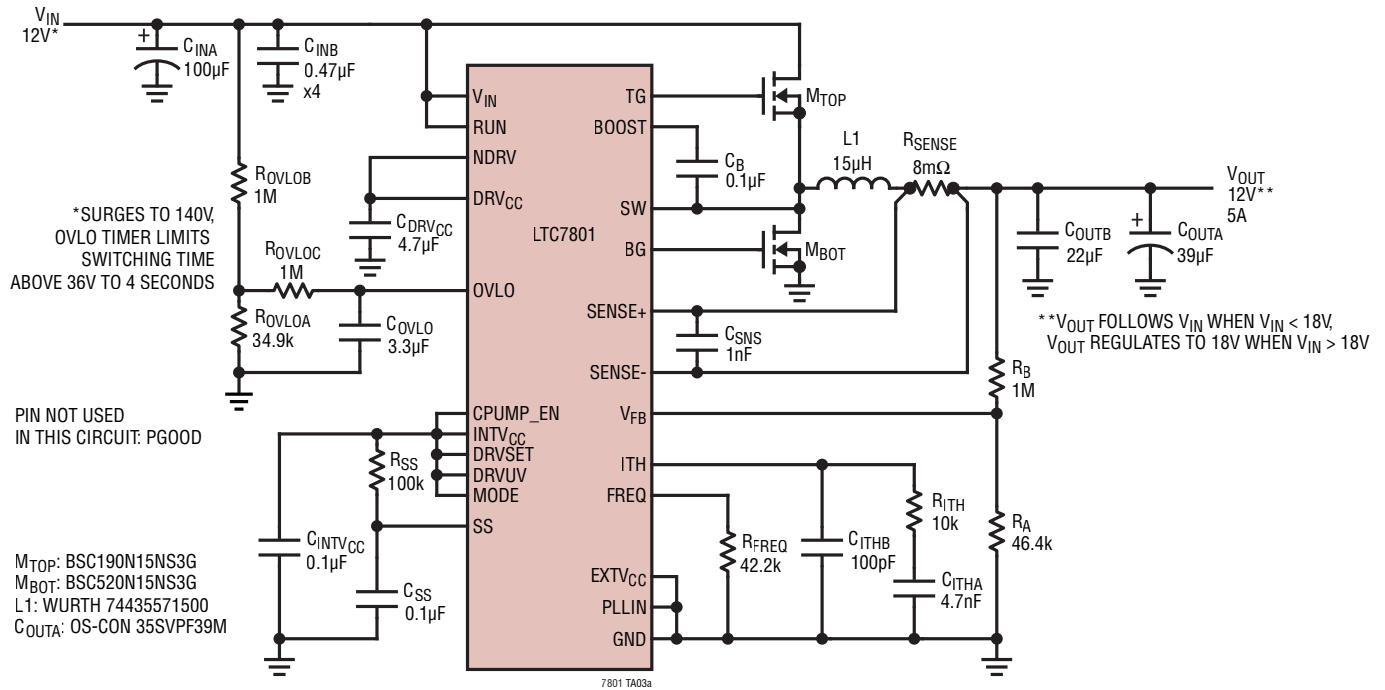 VIN
12V*
+
CINA
100µF
CINB
0.47µF
x4
ROVLOB
1M
*SURGES TO 140V,
OVLO TIMER LIMITS
SWITCHING TIME
ABOVE 36V TO 4 SECONDS
ROVLOC
1M
ROVLOA
34.9k
COVLO
3.3µF
CDRVCC
4.7µF
PIN NOT USED
IN THIS CIRCUIT: PGOOD
RSS
100k
CINTVCC
0.1µF
CSS
0.1µF
MTOP: BSC190N15NS3G
MBOT: BSC520N15NS3G
L1: WURTH 74435571500
COUTA: OS-CON 35SVPF39M
VIN
RUN
NDRV
DRVCC
OVLO
CPUMP_EN
INTVCC
DRVSET
DRVUV
MODE
SS
LTC7801
TG
BOOST
SW
BG
SENSE+
SENSE-
VFB
ITH
FREQ
EXTVCC
PLLIN
GND
MTOP
CB
0.1µF
MBOT
L1
15µH
RSENSE
8mΩ
CSNS
1nF
VOUT
12V**
5A
COUTB
22µF
+
COUTA
39µF
**VOUT FOLLOWS VIN WHEN VIN < 18V,
VOUT REGULATES TO 18V WHEN VIN > 18V
RB
1M
RA
46.4k
RFREQ
42.2k
CITHB
100pF
RITH
10k
CITHA
4.7nF
7801 TA03a